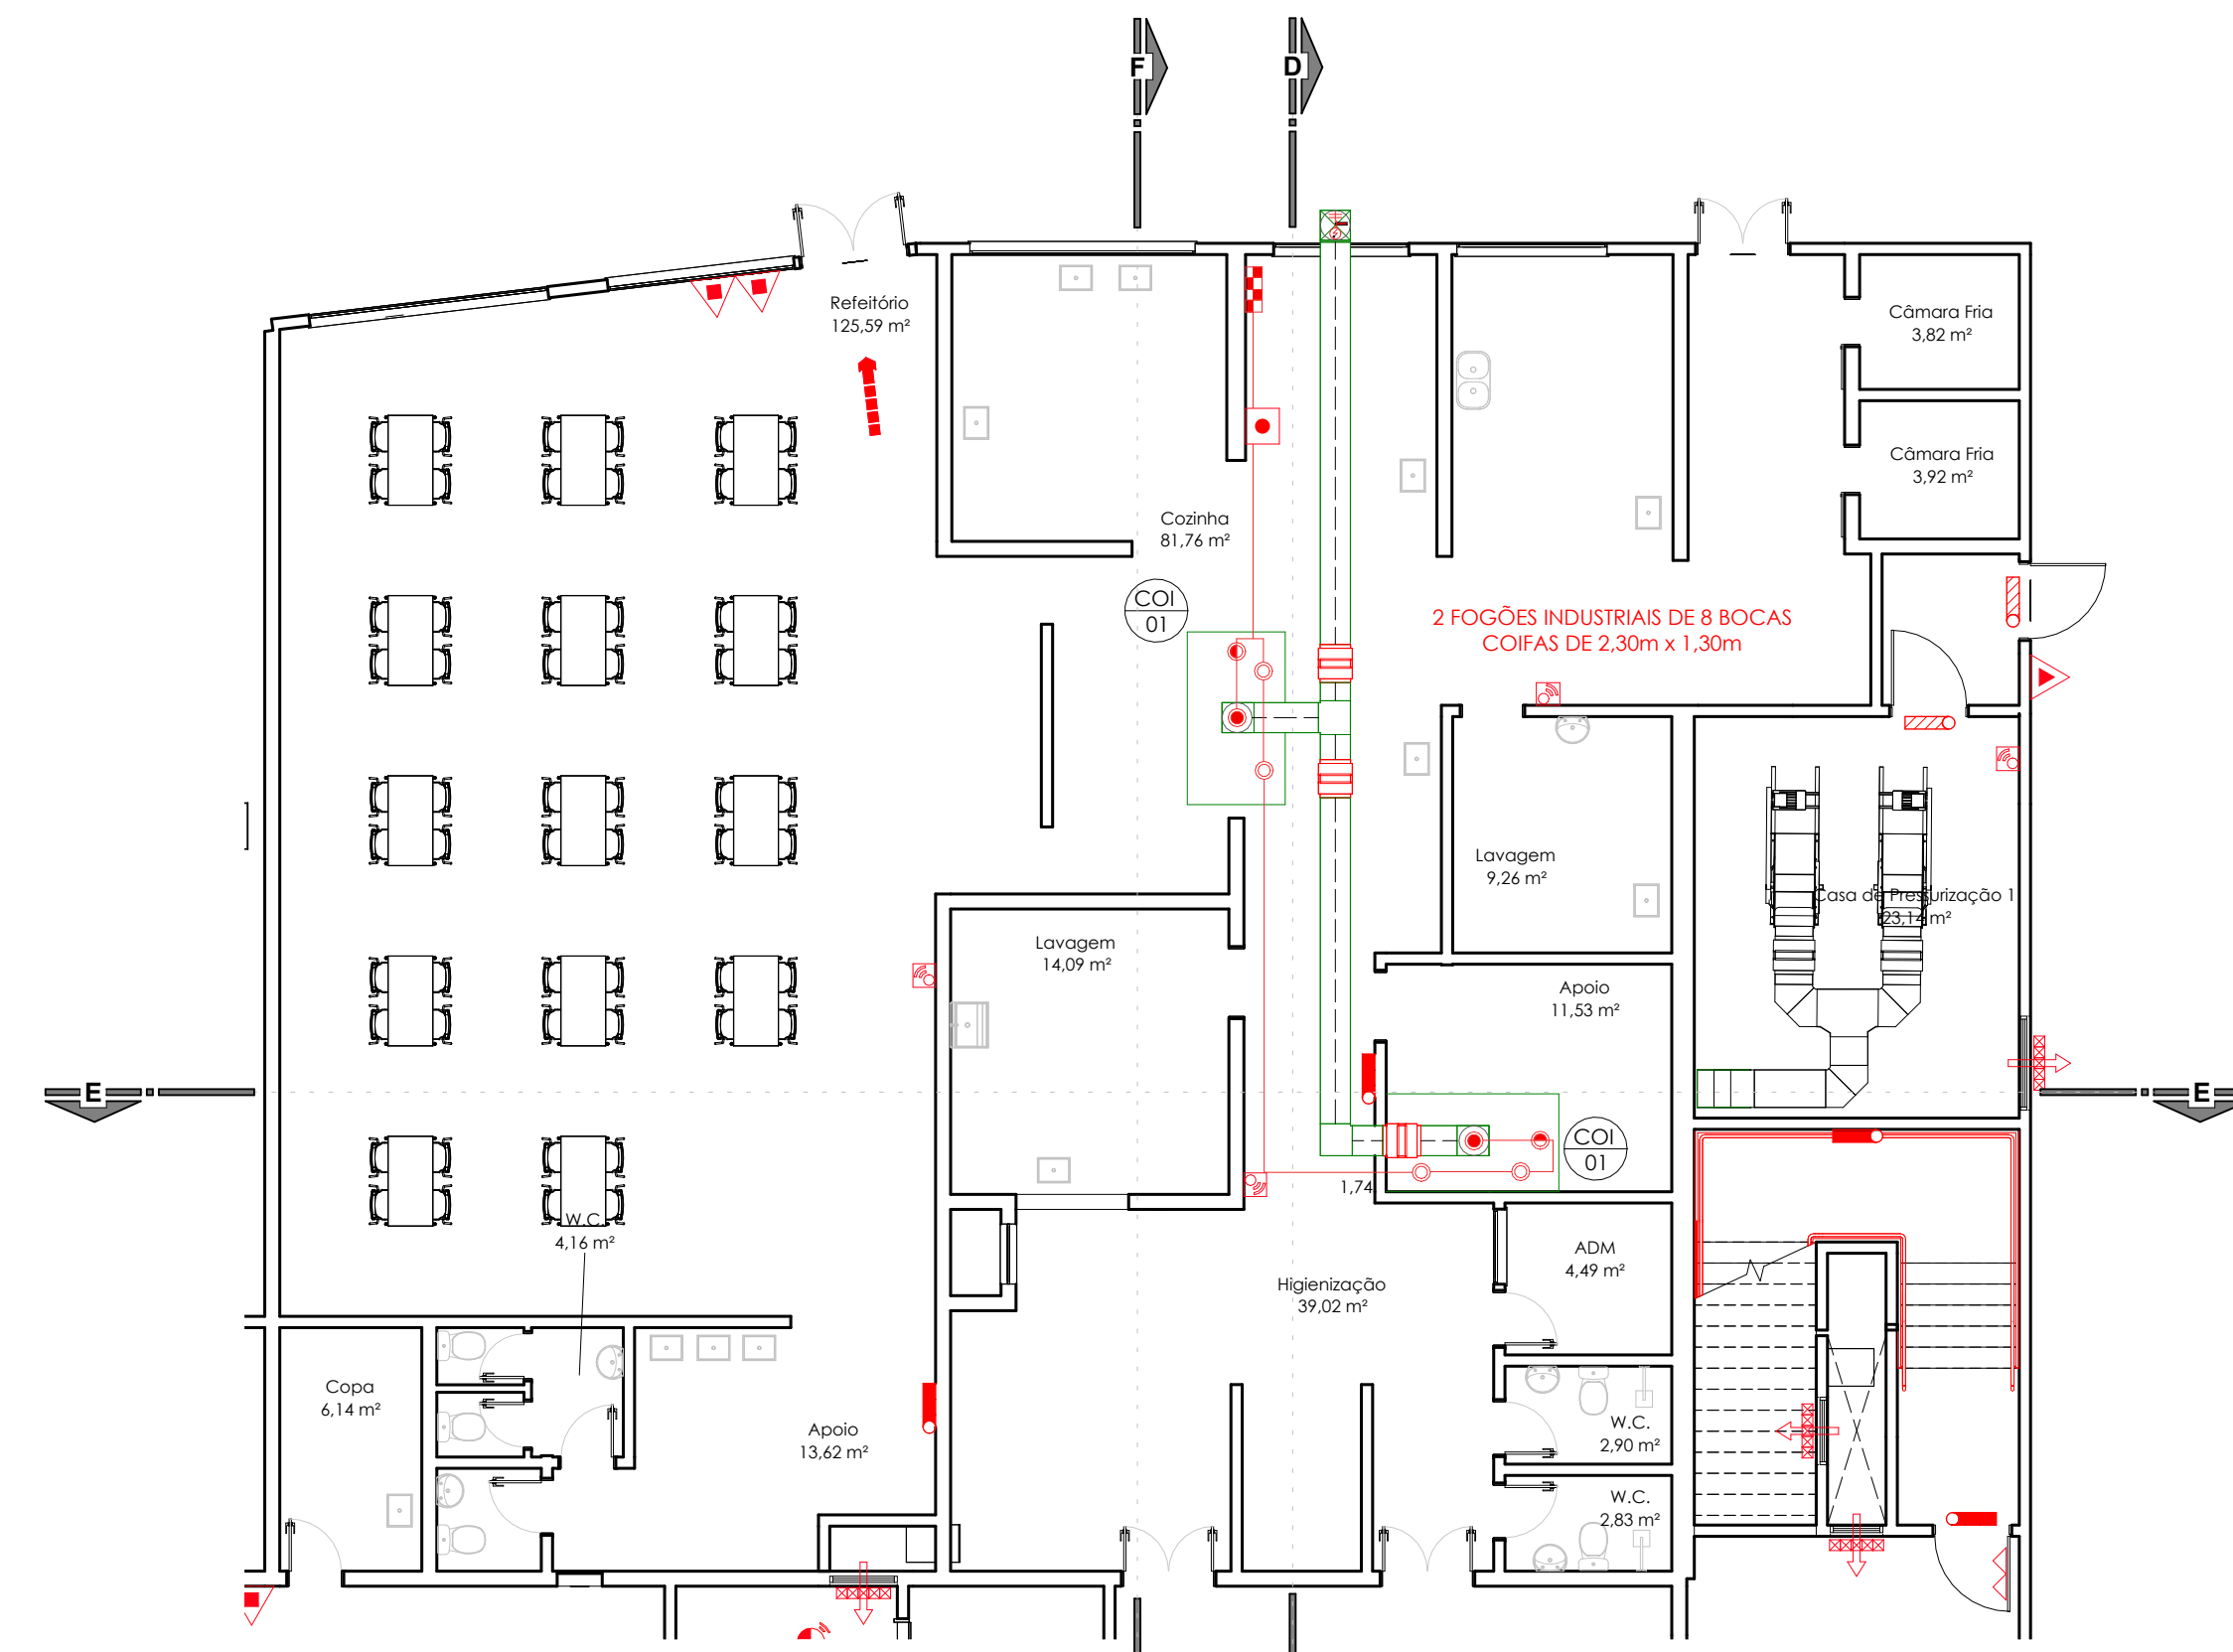 F
D
Refeitório
125,59 m²
Câmara Fria
3,82 m²
Câmara Fria
3,92 m²
Cozinha
81,76 m²
COI
01
2 FOGÕES INDUSTRIAIS DE 8 BOCAS
COIFAS DE 2,30m x 1,30m
Lavagem
9,26 m²
Casa de Pressurização 1
23,14 m²
Lavagem
14,09 m²
Apoio
11,53 m²
E
E
COI
01
1,74
W.C.
4,16 m²
ADM
4,49 m²
Higienização
39,02 m²
Copa
6,14 m²
Apoio
13,62 m²
W.C.
2,90 m²
W.C.
2,83 m²